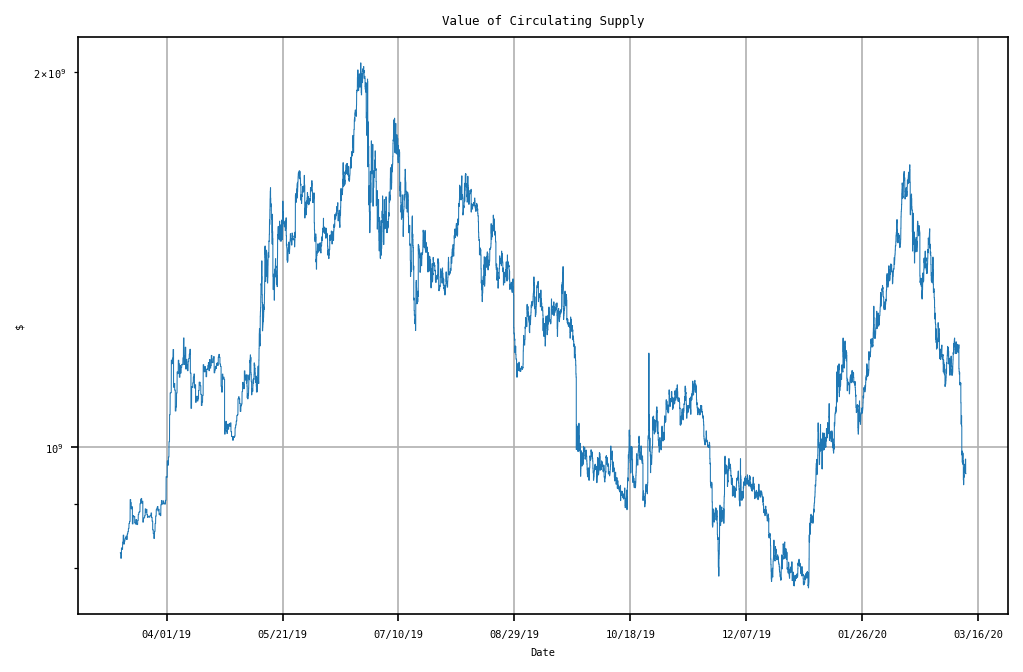 Value of Circulating Supply
2×10⁹
10⁹
$
04/01/19 05/21/19 07/10/19 08/29/19 10/18/19 12/07/19 01/26/20 03/16/20
Date